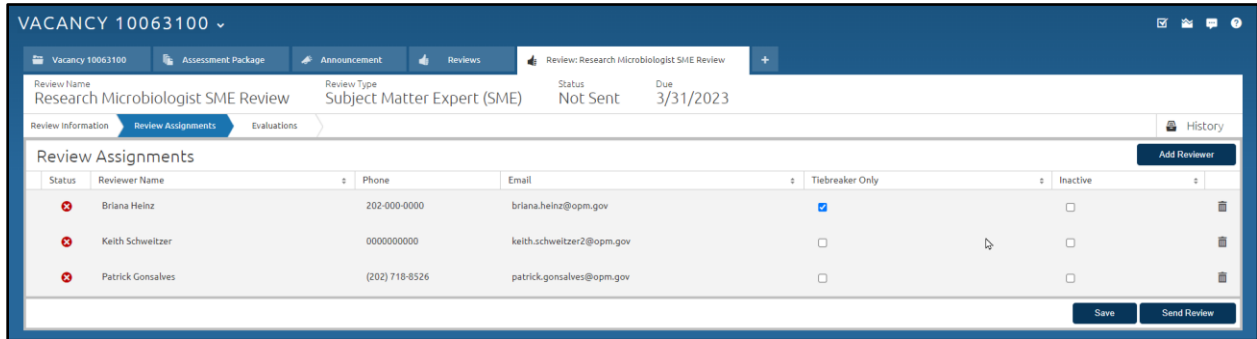 VACANCY 10063100
Vacancy 10063100 Assessment Package Announcement Reviews Review: Research Microbiologist SME Review +
Review Name Review Type Status Due
Research Microbiologist SME Review Subject Matter Expert (SME) Not Sent 3/31/2023
Review Information Review Assignments Evaluations History
Review Assignments Add Reviewer
Status Reviewer Name Phone Email Tiebreaker Only Inactive
Briana Heinz 202-000-0000 briana.heinz@opm.gov
Keith Schweitzer 0000000000 keith.schweitzer2@opm.gov
Patrick Gonsalves (202) 718-8526 patrick.gonsalves@opm.gov
Save Send Review